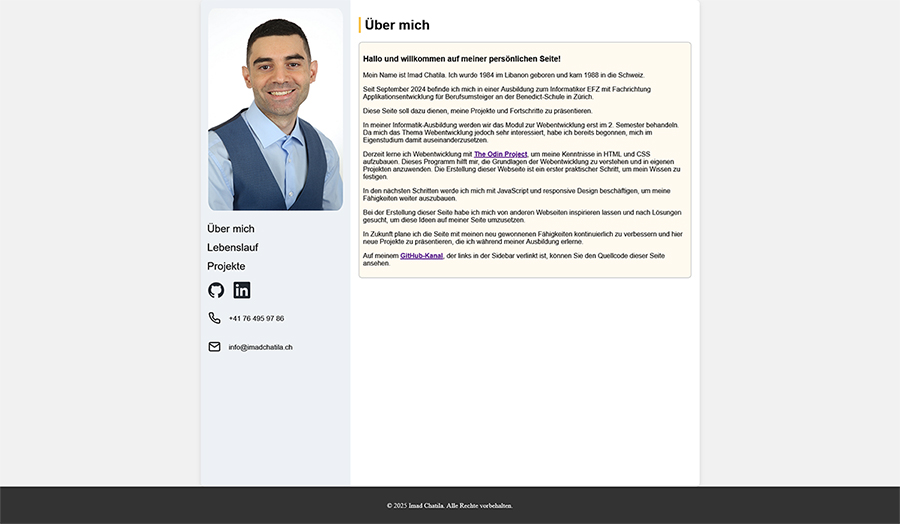 Über mich
Lebenslauf
Projekte
+41 76 495 97 86
info@imadchatila.ch
Über mich
Hallo und willkommen auf meiner persönlichen Seite!
Mein Name ist Imad Chatila. Ich wurde 1984 im Libanon geboren und kam 1988 in die Schweiz.
Seit September 2024 befinde ich mich in einer Ausbildung zum Informatiker EFZ mit Fachrichtung
Applikationsentwicklung für Berufsumsteiger an der Benedict-Schule in Zürich.
Diese Seite soll dazu dienen, meine Projekte und Fortschritte zu präsentieren.
In meiner Informatik-Ausbildung werden wir das Modul zur Webentwicklung erst im 2. Semester behandeln.
Da mich das Thema Webentwicklung jedoch sehr interessiert, habe ich bereits begonnen, mich im
Eigenstudium damit auseinanderzusetzen.
Derzeit lerne ich Webentwicklung mit The Odin Project, um meine Kenntnisse in HTML und CSS
aufzubauen. Dieses Programm hilft mir, die Grundlagen der Webentwicklung zu verstehen und in eigenen
Projekten anzuwenden. Die Erstellung dieser Webseite ist ein erster praktischer Schritt, um mein Wissen zu
festigen.
In den nächsten Schritten werde ich mich mit JavaScript und responsive Design beschäftigen, um meine
Fähigkeiten weiter auszubauen.
Bei der Erstellung dieser Seite habe ich mich von anderen Webseiten inspirieren lassen und nach Lösungen
gesucht, um diese Ideen auf meiner Seite umzusetzen.
In Zukunft plane ich die Seite mit meinen neu gewonnenen Fähigkeiten kontinuierlich zu verbessern und hier
neue Projekte zu präsentieren, die ich während meiner Ausbildung erlerne.
Auf meinem GitHub-Kanal, der links in der Sidebar verlinkt ist, können Sie den Quellcode dieser Seite
ansehen.
© 2025 Imad Chatila. Alle Rechte vorbehalten.